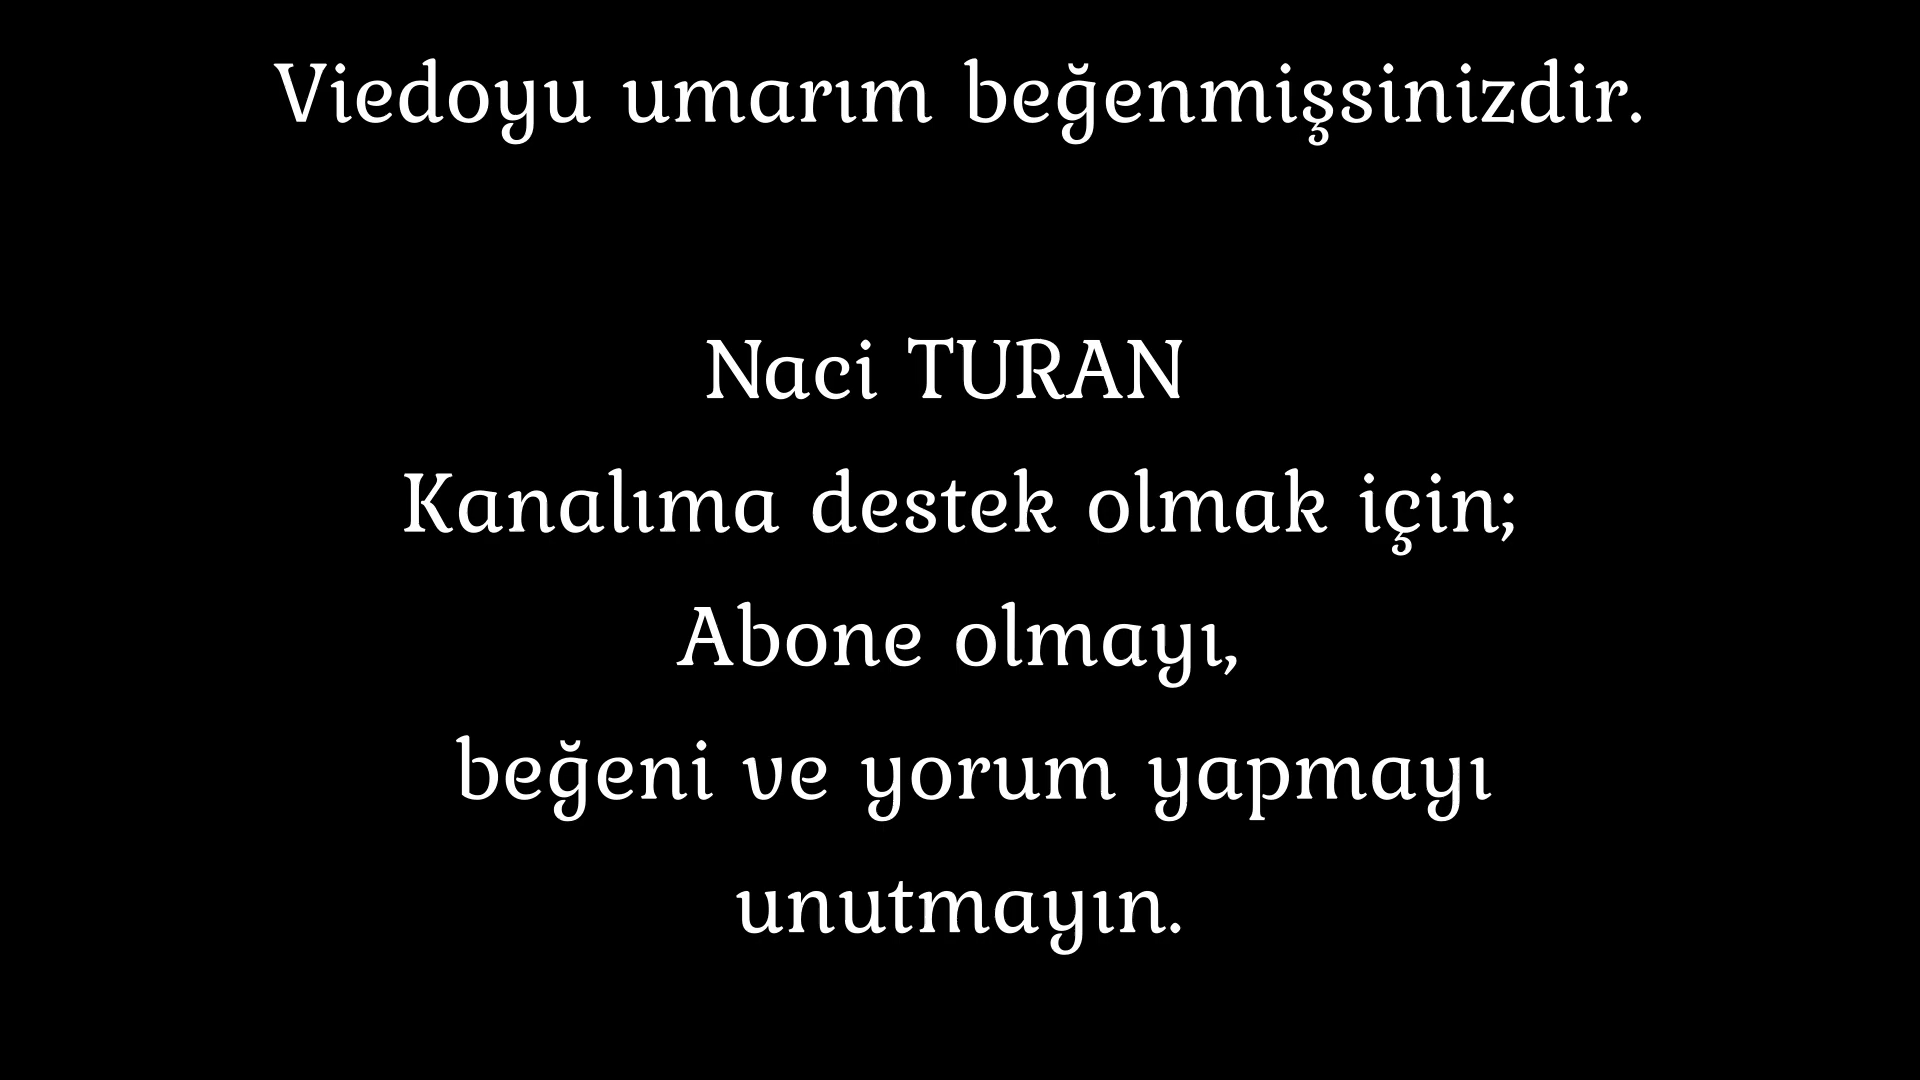 Viedoyu umarım beğenmişsinizdir.
Naci TURAN
Kanalıma destek olmak için;
Abone olmayı,
beğeni ve yorum yapmayı
unutmayın.